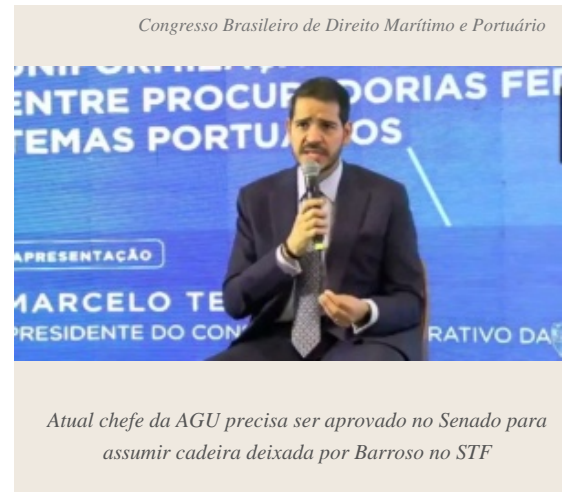 Congresso Brasileiro de Direito Marítimo e Portuário
ENTRE PROCU DORIAS FE
TEMAS PORTU OS
APRESENTAÇÃO
MARCELO TE
PRESIDENTE DO CONS RATIVO DA
Atual chefe da AGU precisa ser aprovado no Senado para
assumir cadeira deixada por Barroso no STF